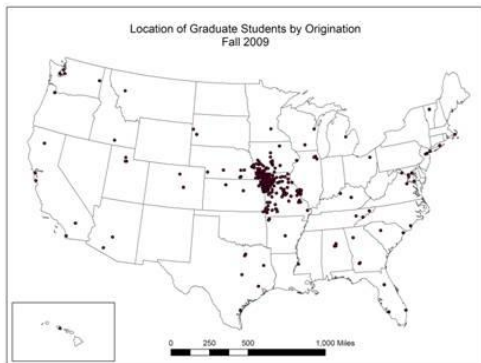 Location of Graduate Students by Origination
Fall 2009
0 250 500 1,000 Miles